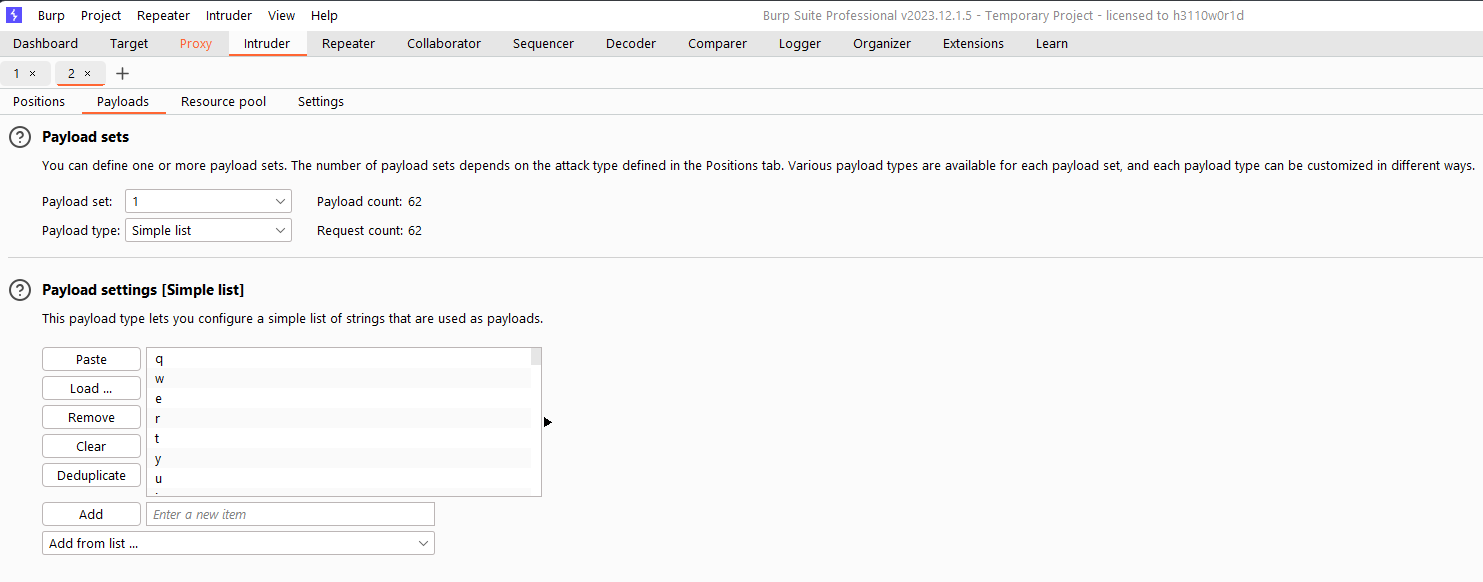 Burp Project Repeater Intruder View Help Burp Suite Professional v2023.12.1.5 - Temporary Project - licensed to h3110w0r1d
Dashboard Target Proxy Intruder Repeater Collaborator Sequencer Decoder Comparer Logger Organizer Extensions Learn
1 × 2 × +
Positions Payloads Resource pool Settings
? Payload sets
You can define one or more payload sets. The number of payload sets depends on the attack type defined in the Positions tab. Various payload types are available for each payload set, and each payload type can be customized in different ways.
Payload set: 1 Payload count: 62
Payload type: Simple list Request count: 62
? Payload settings [Simple list]
This payload type lets you configure a simple list of strings that are used as payloads.
Paste q
w
Load ... e
Remove r
Clear t
y
Deduplicate u
Add Enter a new item
Add from list ...